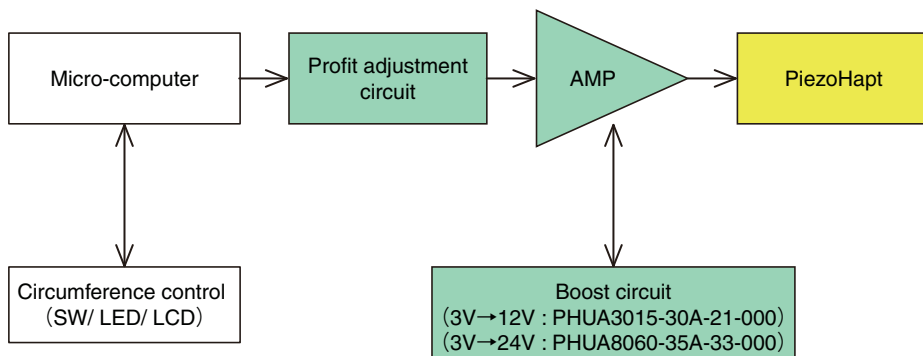 Micro-computer
Profit adjustment
circuit
AMP
PiezoHapt
Circumference control
（SW/ LED/ LCD）
Boost circuit
（3V→12V : PHUA3015-30A-21-000）
（3V→24V : PHUA8060-35A-33-000）